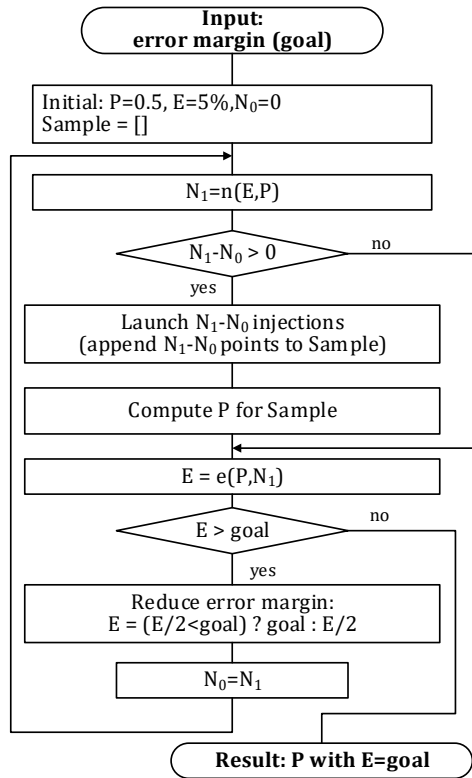 Input:
error margin (goal)
Initial: P=0.5, E=5%,N₀=0
Sample = []
N₁=n(E,P)
N₁-N₀ > 0
no
yes
Launch N₁-N₀ injections
(append N₁-N₀ points to Sample)
Compute P for Sample
E = e(P,N₁)
E > goal
no
yes
Reduce error margin:
E = (E/2<goal) ? goal : E/2
N₀=N₁
Result: P with E=goal